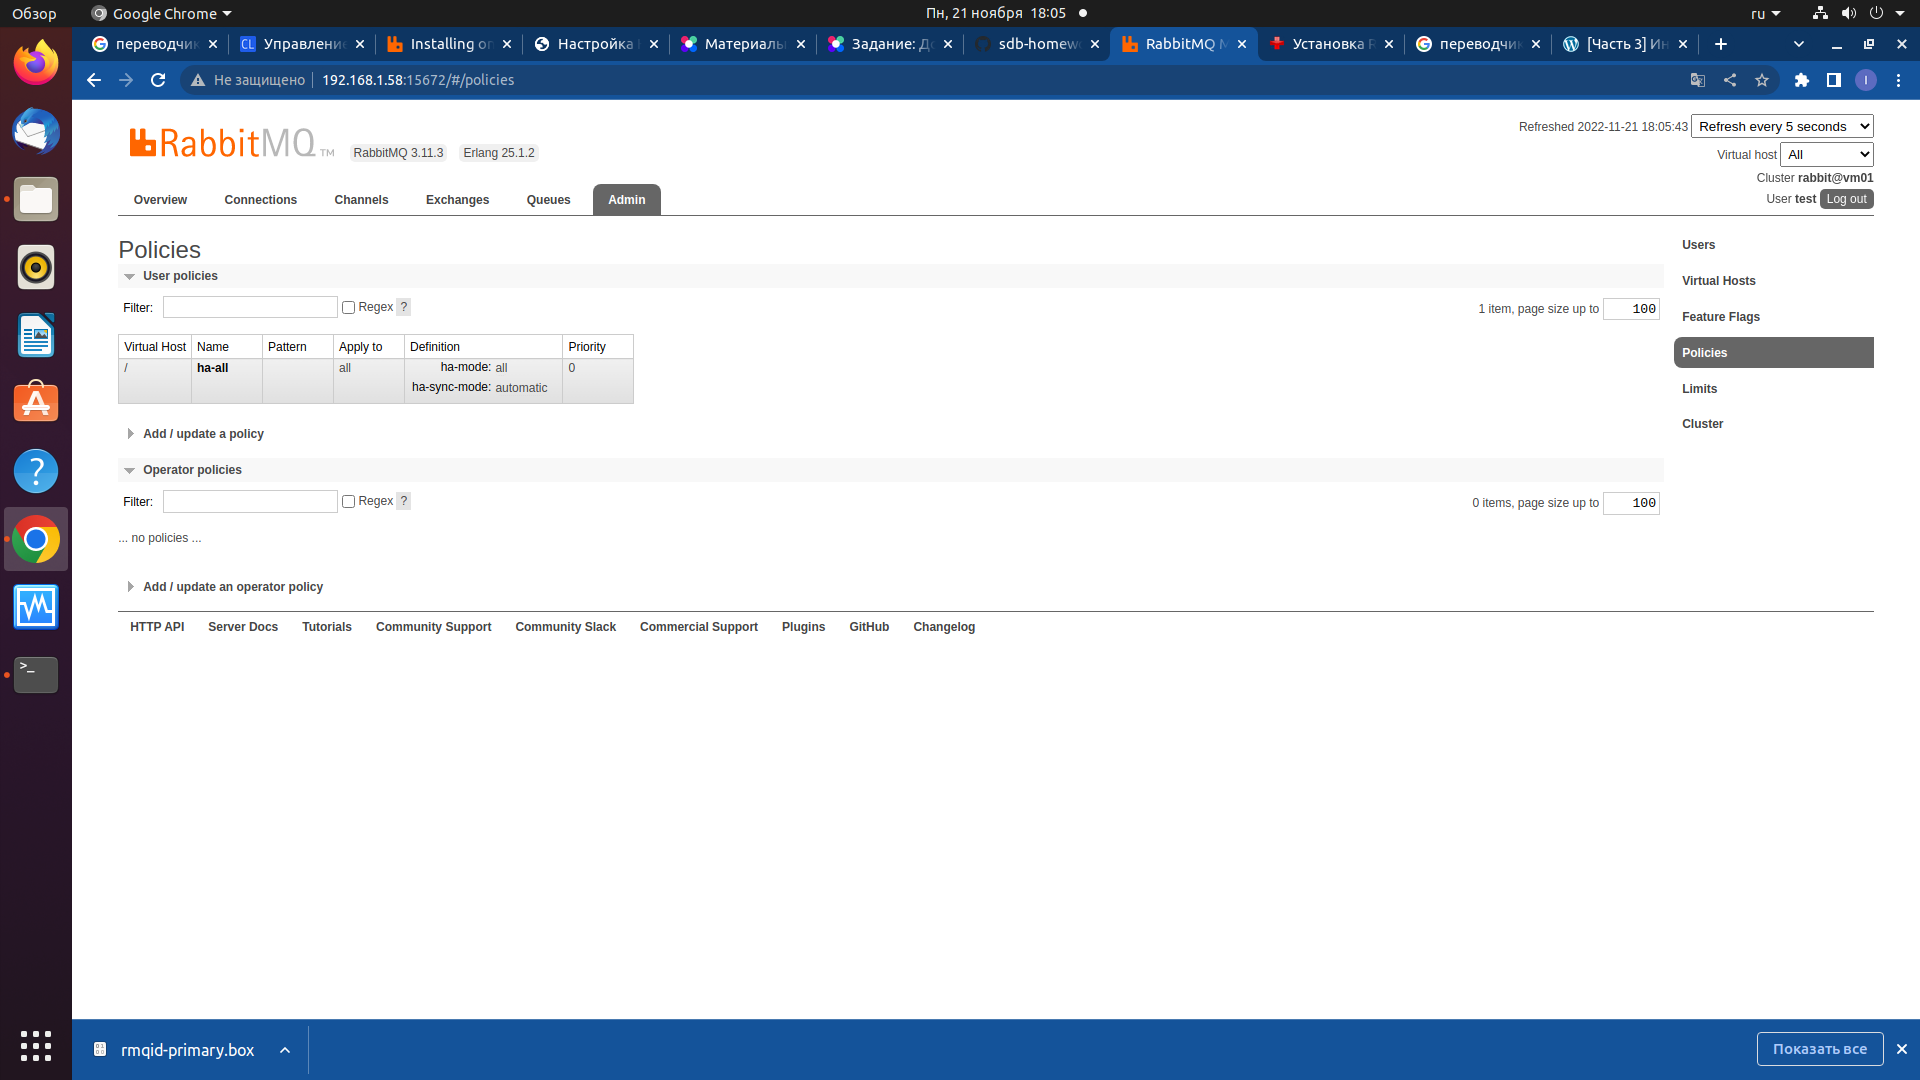 Обзор
Google Chrome
Пн, 21 ноября 18:05
ru
переводчик
Управление
Installing on
Настройка
Материалы
Задание: Д
sdb-homew
RabbitMQ M
Установка R
переводчик
[Часть 3] Ин
Не защищено
192.168.1.58:15672/#/policies
I
RabbitMQ TM
RabbitMQ 3.11.3
Erlang 25.1.2
Refreshed 2022-11-21 18:05:43
Refresh every 5 seconds
Virtual host
All
Cluster rabbit@vm01
User test
Log out
Overview
Connections
Channels
Exchanges
Queues
Admin
Policies
User policies
Filter:
Regex
?
1 item, page size up to
100
Virtual Host Name Pattern Apply to Definition Priority
/ ha-all all ha-mode: all 0
ha-sync-mode: automatic
Add / update a policy
Operator policies
Filter:
Regex
?
0 items, page size up to
100
... no policies ...
Add / update an operator policy
Users
Virtual Hosts
Feature Flags
Policies
Limits
Cluster
HTTP API
Server Docs
Tutorials
Community Support
Community Slack
Commercial Support
Plugins
GitHub
Changelog
rmqid-primary.box
Показать все